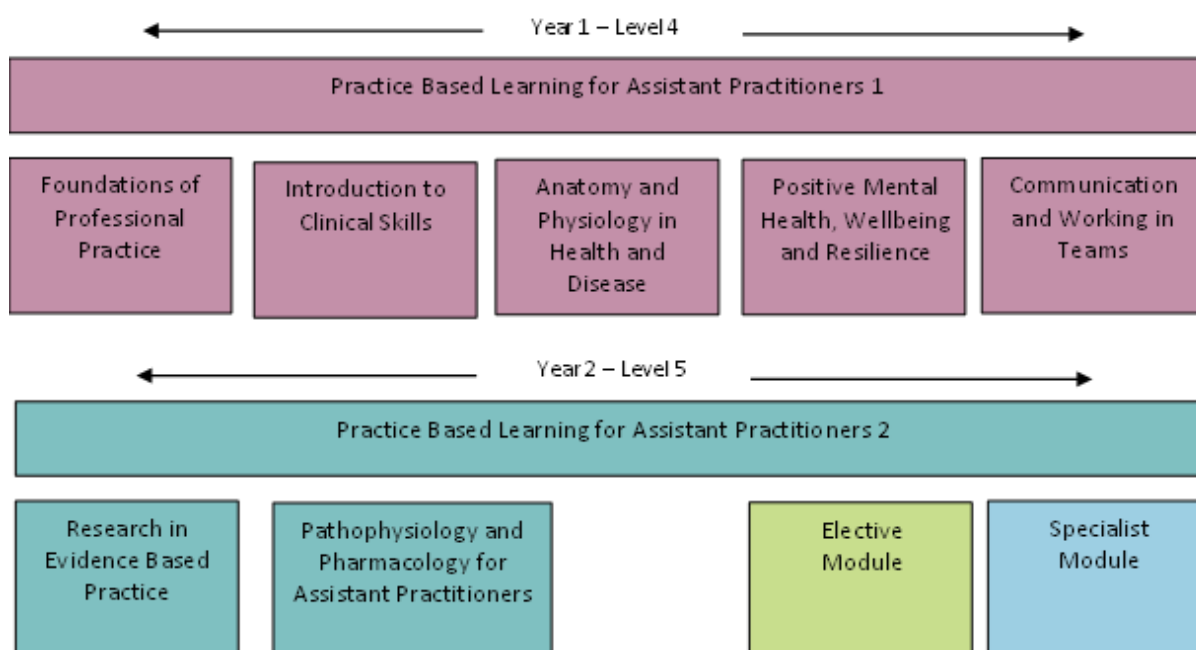 Year 1 – Level 4
Practice Based Learning for Assistant Practitioners 1
Foundations of
Professional
Practice
Introduction to
Clinical Skills
Anatomy and
Physiology in
Health and
Disease
Positive Mental
Health, Wellbeing
and Resilience
Communication
and Working in
Teams
Year 2 – Level 5
Practice Based Learning for Assistant Practitioners 2
Research in
Evidence Based
Practice
Pathophysiology and
Pharmacology for
Assistant Practitioners
Elective
Module
Specialist
Module